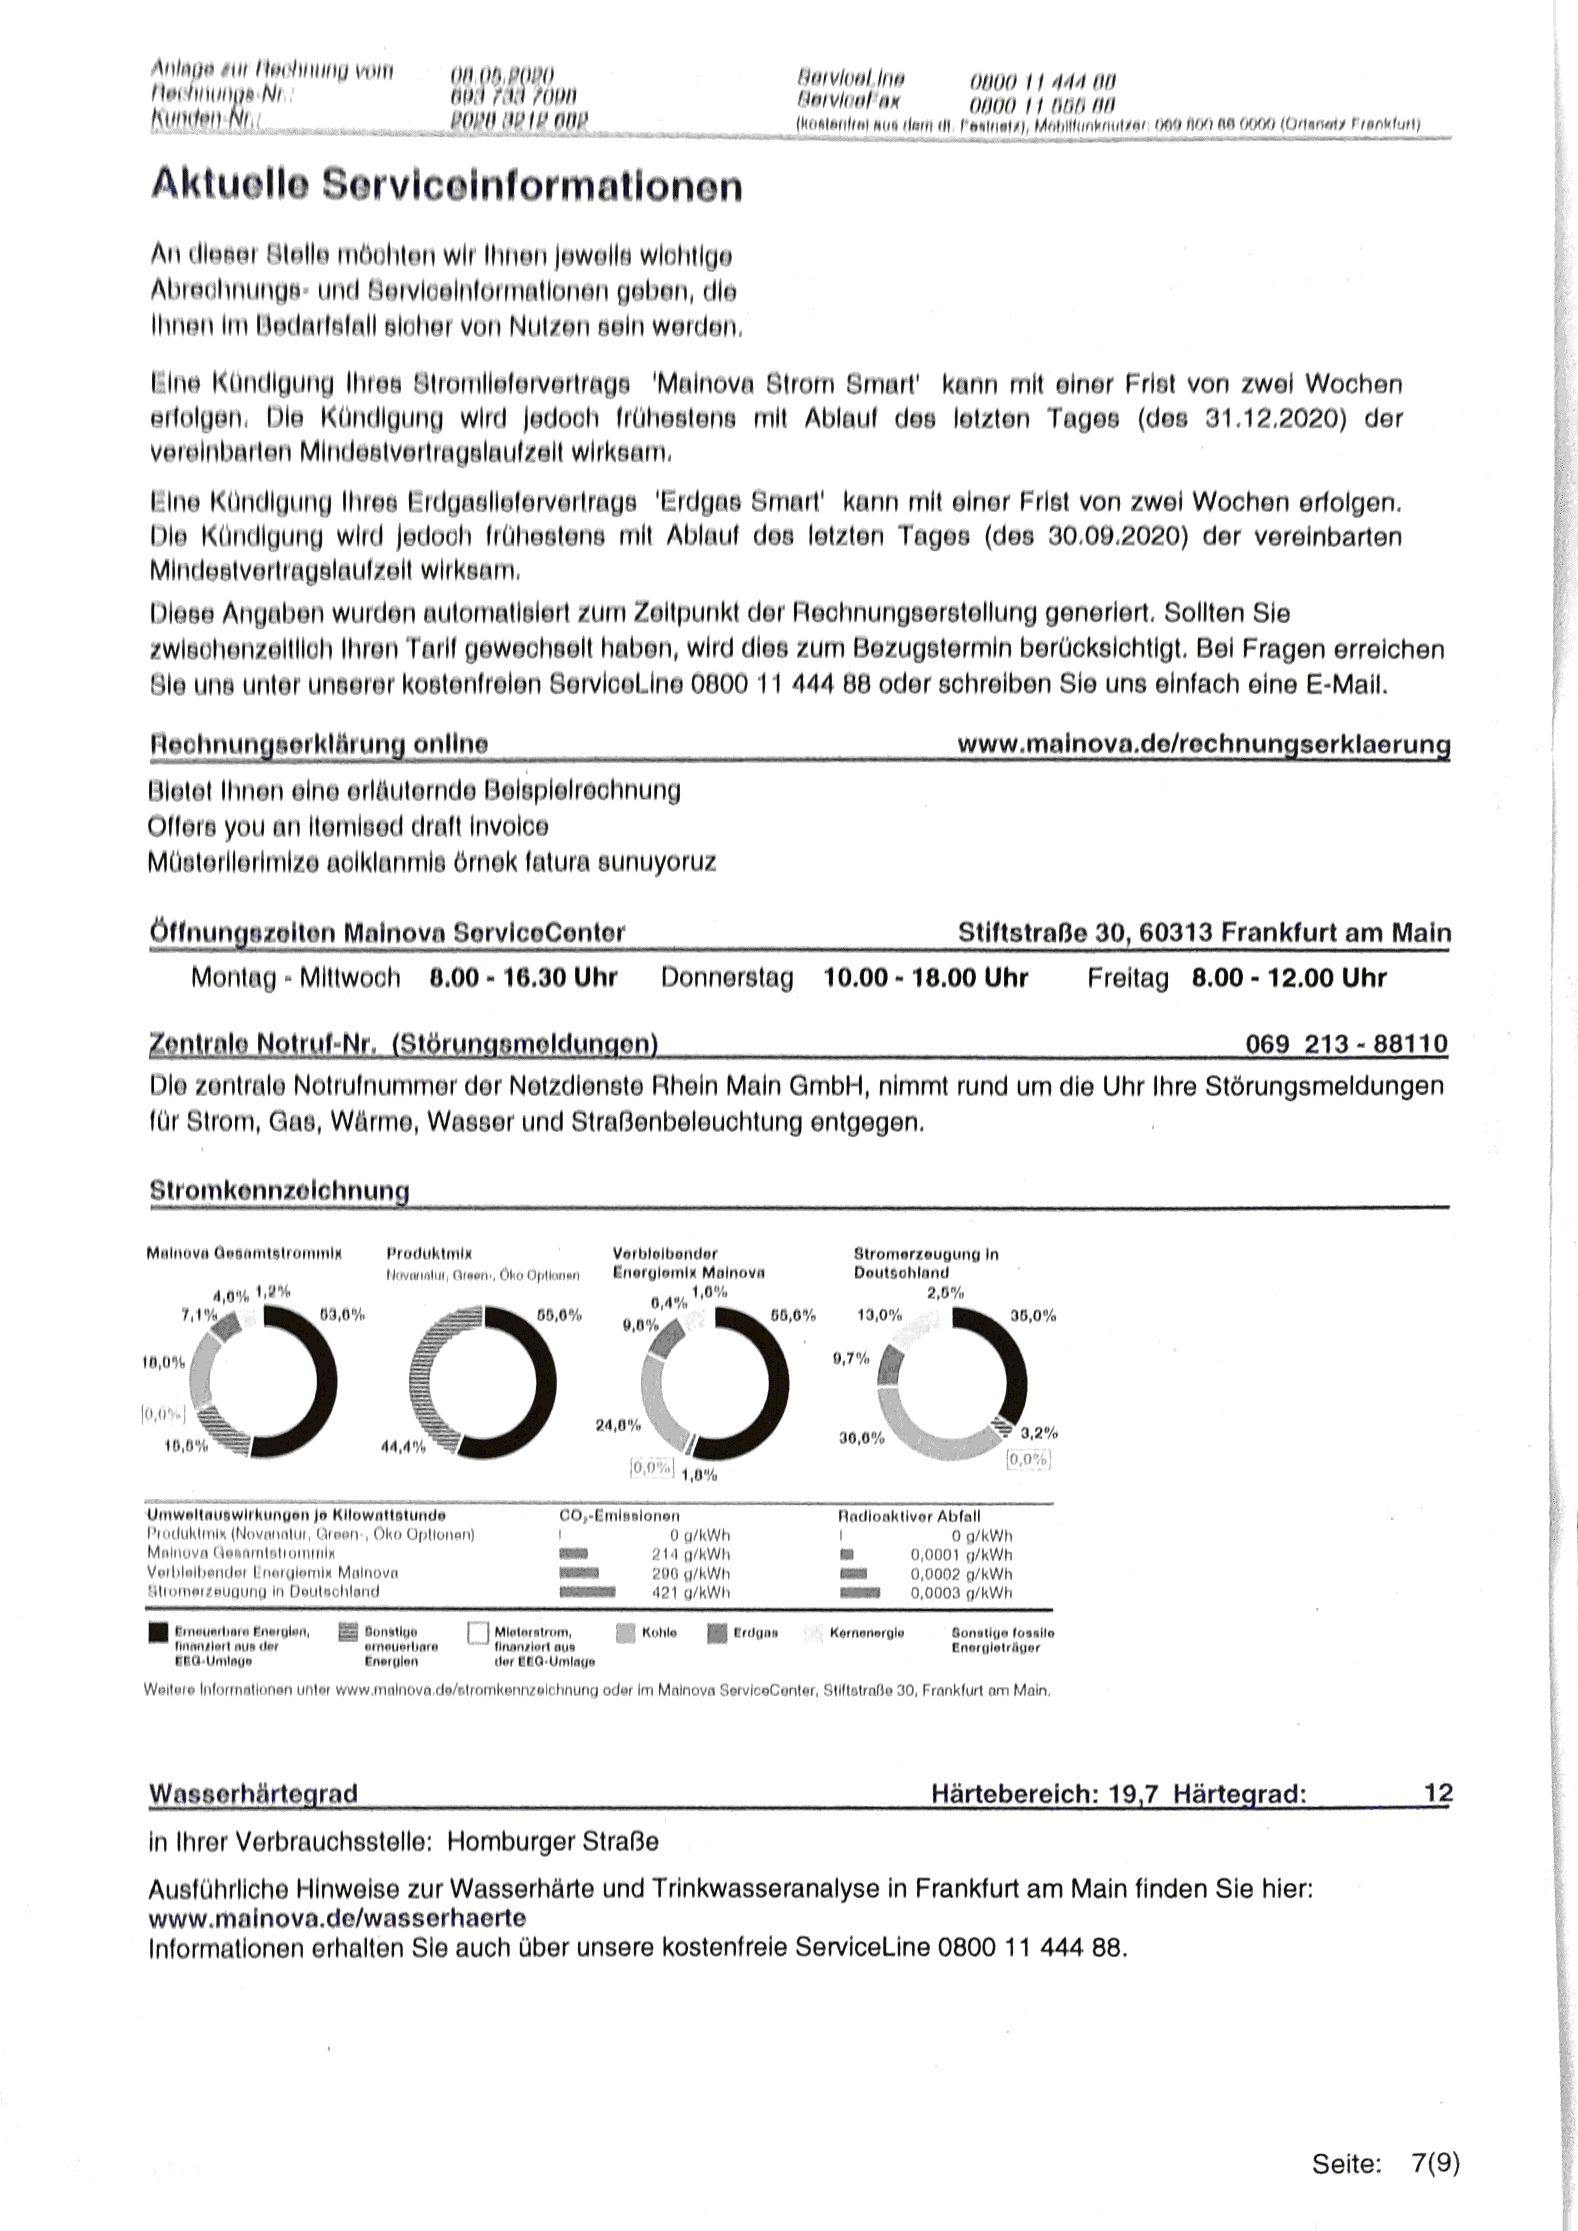 Anlage zur Rechnung vom 08.05.2020
Rechnungs-Nr.:
Kunden-Nr.:
ServiceLine 0800 11 444 88
ServiceFax
(kostenfrei aus dem dt. Festnetz), Mobilfunknutzer: 069 800 88 0000 (Ortsnetz Frankfurt)
Aktuelle Serviceinformationen
An dieser Stelle möchten wir Ihnen jeweils wichtige
Abrechnungs- und Serviceinformationen geben, die
Ihnen im Bedarfsfall sicher von Nutzen sein werden.
Eine Kündigung Ihres Stromliefervertrags 'Mainova Strom Smart' kann mit einer Frist von zwei Wochen
erfolgen. Die Kündigung wird jedoch frühestens mit Ablauf des letzten Tages (des 31.12.2020) der
vereinbarten Mindestvertragslaufzeit wirksam.
Eine Kündigung Ihres Erdgasliefervertrags 'Erdgas Smart' kann mit einer Frist von zwei Wochen erfolgen.
Die Kündigung wird jedoch frühestens mit Ablauf des letzten Tages (des 30.09.2020) der vereinbarten
Mindestvertragslaufzeit wirksam.
Diese Angaben wurden automatisiert zum Zeitpunkt der Rechnungserstellung generiert. Sollten Sie
zwischenzeitlich Ihren Tarif gewechselt haben, wird dies zum Bezugstermin berücksichtigt. Bei Fragen erreichen
Sie uns unter unserer kostenfreien ServiceLine 0800 11 444 88 oder schreiben Sie uns einfach eine E-Mail.
Rechnungserklärung online www.mainova.de/rechnungserklaerung
Bietet Ihnen eine erläuternde Beispielrechnung
Offers you an itemised draft invoice
Müsterilerimize aciklanmis örnek fatura sunuyoruz
Öffnungszeiten Mainova ServiceCenter Stiftstraße 30, 60313 Frankfurt am Main
Montag - Mittwoch 8.00 - 16.30 Uhr Donnerstag 10.00 - 18.00 Uhr Freitag 8.00 - 12.00 Uhr
Zentrale Notruf-Nr. (Störungsmeldungen) 069 213 - 88110
Die zentrale Notrufnummer der Netzdienste Rhein Main GmbH, nimmt rund um die Uhr Ihre Störungsmeldungen
für Strom, Gas, Wärme, Wasser und Straßenbeleuchtung entgegen.
Stromkennzeichnung
Mainova Gesamtstrommix
4,6% 1,2%
7,1% 53,6%
18,0%
[0,0%]
15,5%
Produktmix
Novanatur, Green-, Öko Optionen
55,6%
44,4%
Verbleibender
Energiemix Mainova
6,4% 1,6%
9,8% 55,6%
24,8%
[0,0%] 1,8%
Stromerzeugung in
Deutschland
2,5%
13,0% 35,0%
9,7%
36,6% 3,2%
[0,0%]
Umweltauswirkungen je Kilowattstunde CO₂-Emissionen Radioaktiver Abfall
Produktmix (Novanatur, Green-, Öko Optionen) 0 g/kWh 0 g/kWh
Mainova Gesamtstrommix 214 g/kWh 0,0001 g/kWh
Verbleibender Energiemix Mainova 296 g/kWh 0,0002 g/kWh
Stromerzeugung in Deutschland 421 g/kWh 0,0003 g/kWh
Erneuerbare Energien,
finanziert aus der
EEG-Umlage
Sonstige
erneuerbare
Energien
Mieterstrom,
finanziert aus
der EEG-Umlage
Kohle
Erdgas
Kernenergie
Sonstige fossile
Energieträger
Weitere Informationen unter www.mainova.de/stromkennzeichnung oder im Mainova ServiceCenter, Stiftstraße 30, Frankfurt am Main.
Wasserhärtegrad Härtebereich: 19,7 Härtegrad: 12
in Ihrer Verbrauchsstelle: Homburger Straße
Ausführliche Hinweise zur Wasserhärte und Trinkwasseranalyse in Frankfurt am Main finden Sie hier:
www.mainova.de/wasserhaerte
Informationen erhalten Sie auch über unsere kostenfreie ServiceLine 0800 11 444 88.
Seite: 7(9)